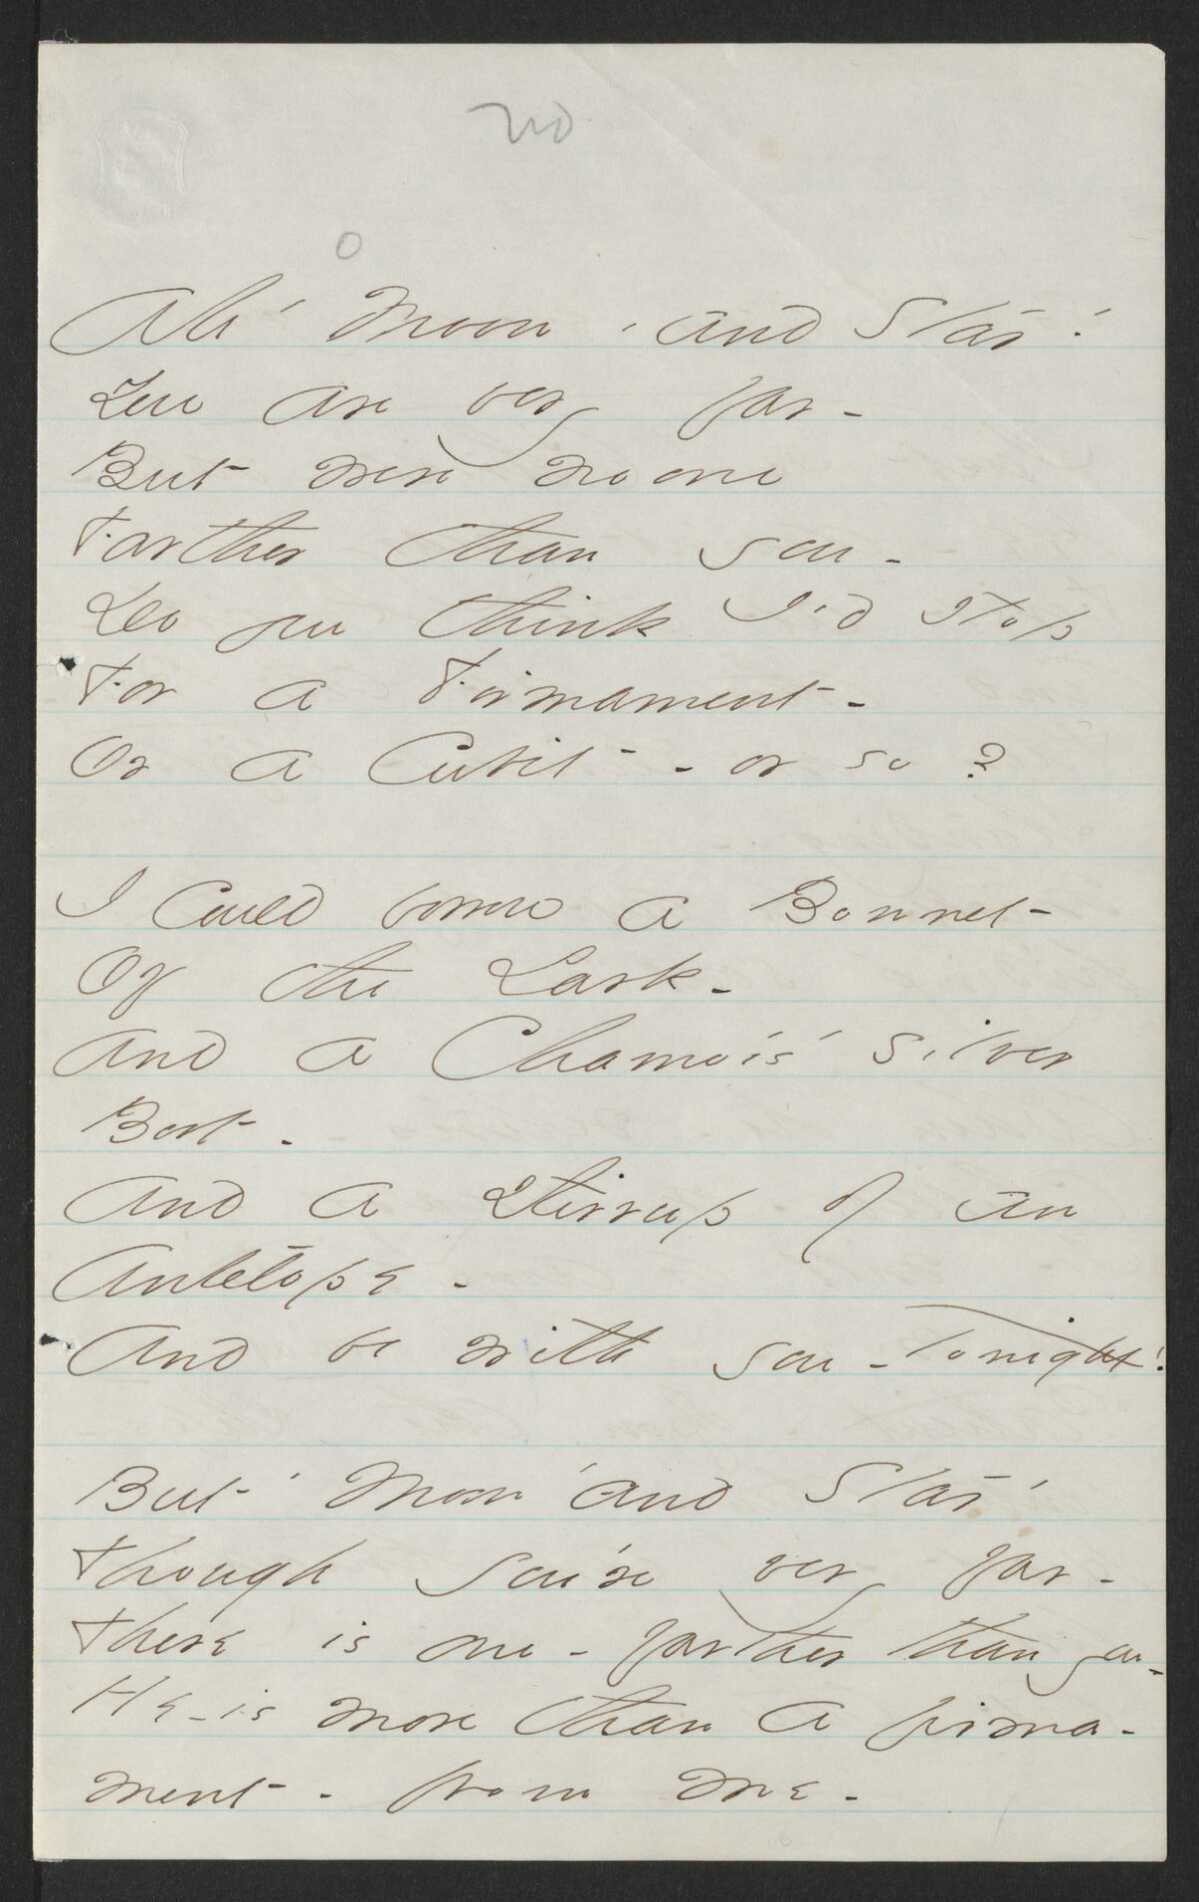 no
o
Ah' Moon - and Star!
You are very far -
But were no one
Farther than you -
Do you think I'd stop
For a Firmament -
Or a Cubit - or so?
I could borrow a Bonnet -
Of the Lark -
And a Chamois' silver
Boot -
And a Stirrup of an
Antelope -
And be with you - Tonight!
But' Moon' and Star'
Though you're very far -
There is one - farther than you -
He - is more than a firma-
ment - from me -